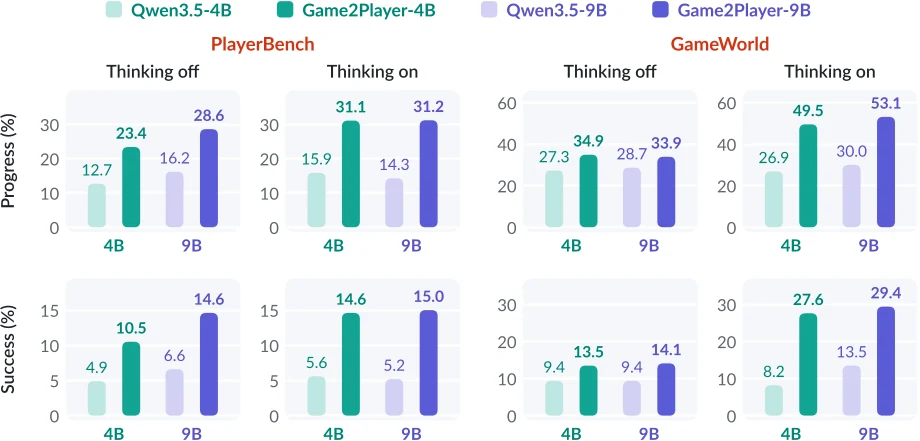 Qwen3.5-4B Game2Player-4B Qwen3.5-9B Game2Player-9B
PlayerBench GameWorld
Thinking off Thinking on Thinking off Thinking on
Progress (%)
30
20
10
0
12.7 23.4 16.2 28.6
4B 9B
30
20
10
0
15.9 31.1 14.3 31.2
4B 9B
60
40
20
0
27.3 34.9 28.7 33.9
4B 9B
60
40
20
0
26.9 49.5 30.0 53.1
4B 9B
Success (%)
15
10
5
0
4.9 10.5 6.6 14.6
4B 9B
15
10
5
0
5.6 14.6 5.2 15.0
4B 9B
30
20
10
0
9.4 13.5 9.4 14.1
4B 9B
30
20
10
0
8.2 27.6 13.5 29.4
4B 9B